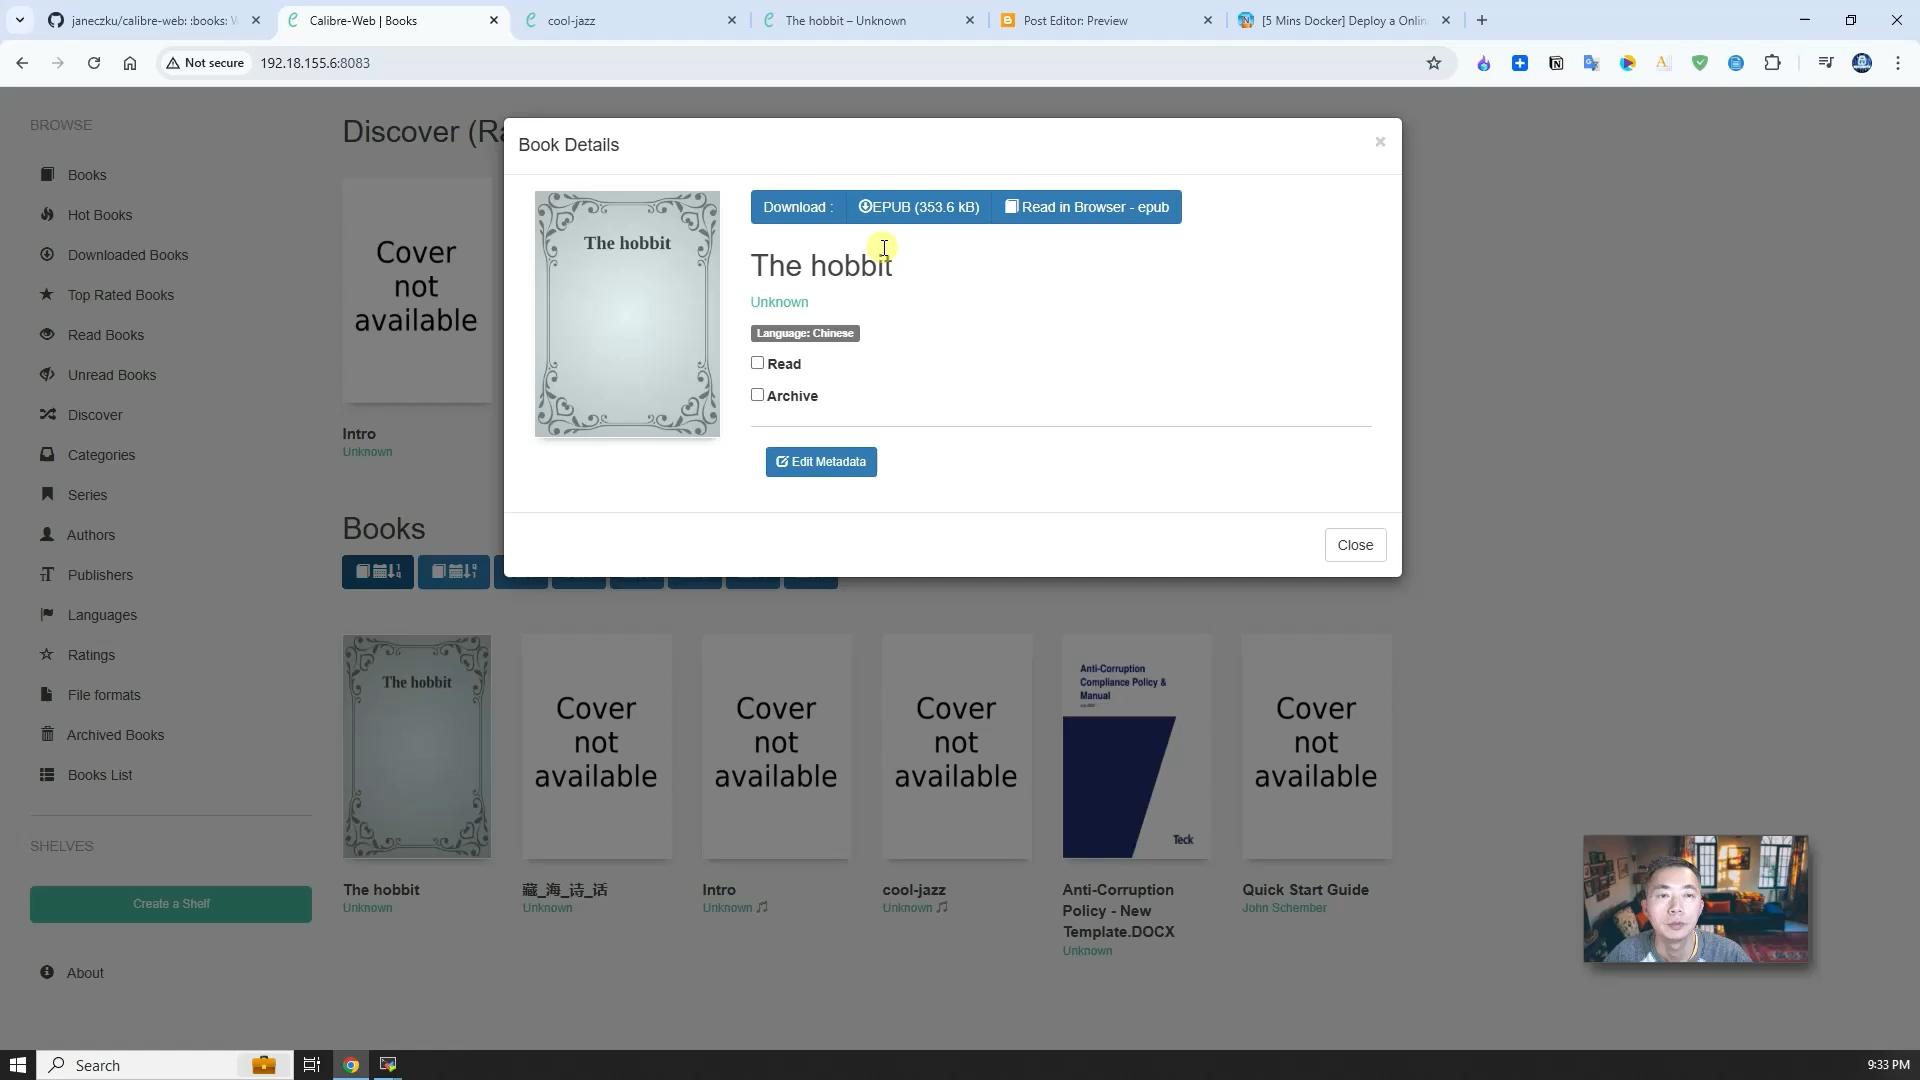 janeczku/calibre-web: :books: W
Calibre-Web | Books
cool-jazz
The hobbit – Unknown
Post Editor: Preview
[5 Mins Docker] Deploy a Onlin
Not secure
192.18.155.6:8083
BROWSE
Books
Hot Books
Downloaded Books
Top Rated Books
Read Books
Unread Books
Discover
Categories
Series
Authors
Publishers
Languages
Ratings
File formats
Archived Books
Books List
SHELVES
Create a Shelf
About
Discover (Ra
Cover
not
available
Intro
Unknown
Book Details
×
The hobbit
Download :
EPUB (353.6 kB)
Read in Browser - epub
The hobbit
Unknown
Language: Chinese
Read
Archive
Edit Metadata
Close
Books
The hobbit
The hobbit
Unknown
Cover
not
available
藏_海_诗_话
Unknown
Cover
not
available
Intro
Unknown
Cover
not
available
cool-jazz
Unknown
Anti-Corruption
Compliance Policy &
Manual
Teck
Anti-Corruption
Policy - New
Template.DOCX
Unknown
Cover
not
available
Quick Start Guide
John Schember
Search
9:33 PM